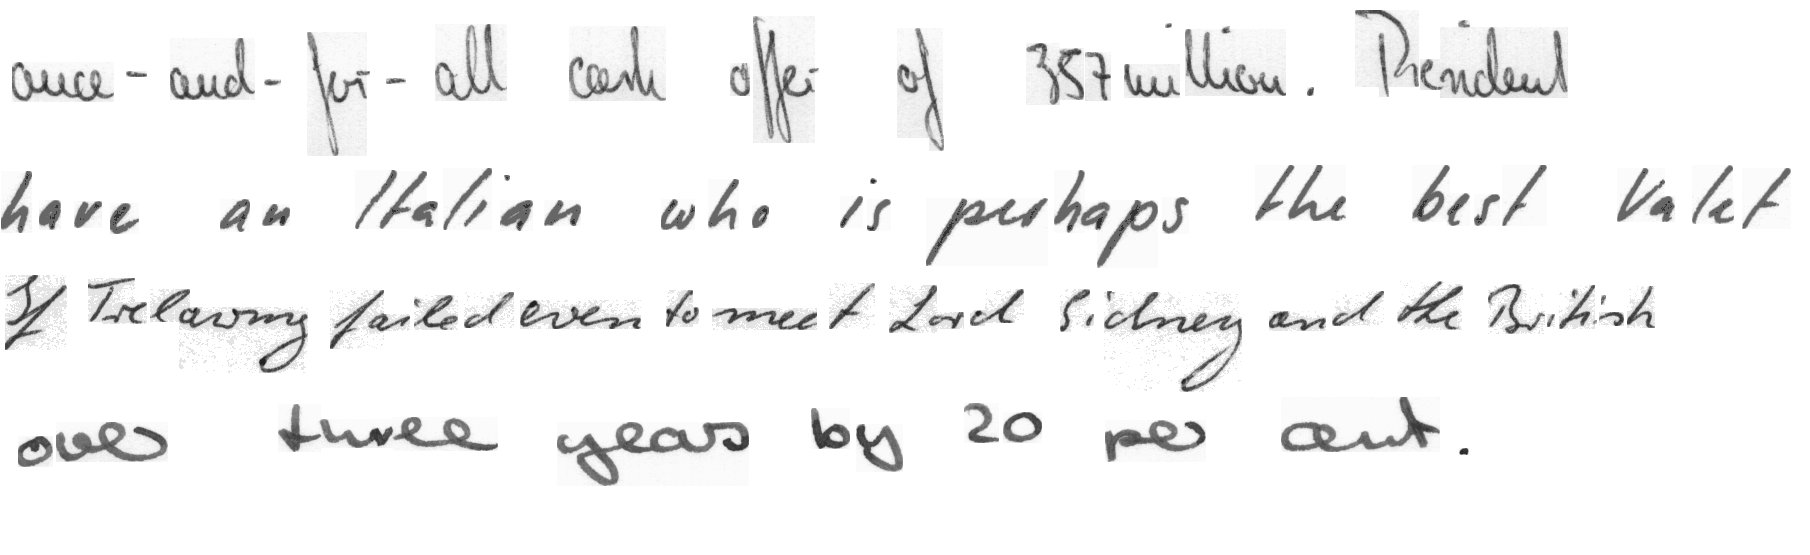 once-and-for-all cash offer of 357 million. President
have an Italian who is perhaps the best Valet
If Trelawny failed even to meet Lord Sidney and the British
over three years by 20 per cent.